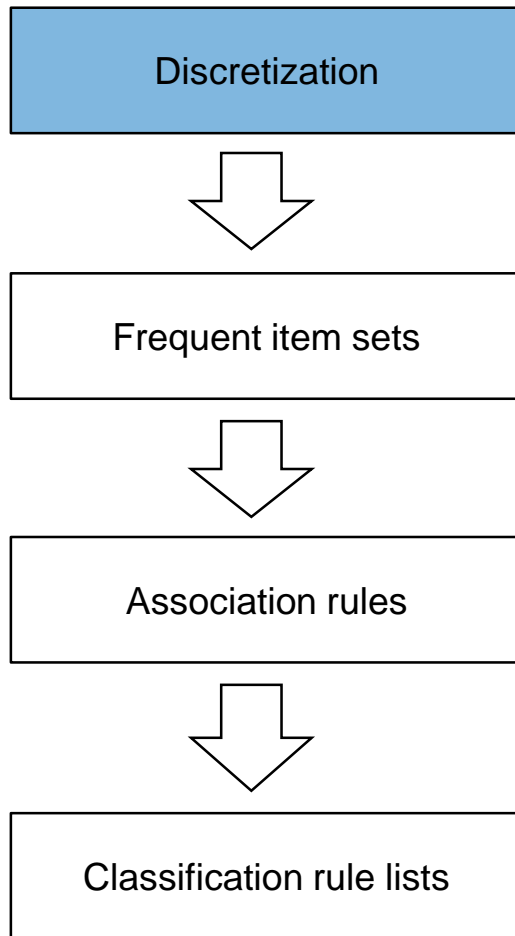 Discretization
Frequent item sets
Association rules
Classification rule lists